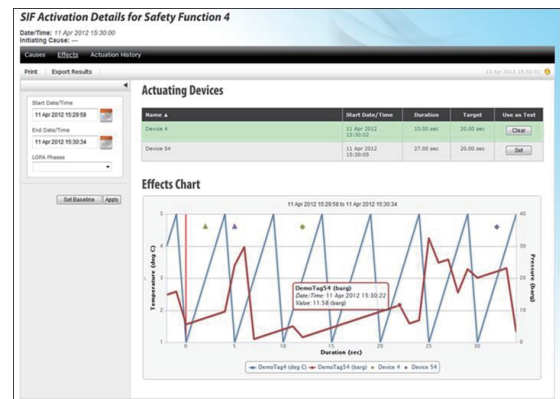 SIF Activation Details for Safety Function 4
Date/Time: 11 Apr 2012 15:30:00
Initiating Cause: ---
Causes Effects Actuation History
Print Export Results
Start Date/Time
11 Apr 2012 15:29:58
End Date/Time
11 Apr 2012 15:30:34
LOPA Phases
Set Baseline Apply
Actuating Devices
Name ▲ Start Date/Time Duration Target Use as Test
Device 4 11 Apr 2012 15:30:02 10.00 sec 20.00 sec Clear
Device 54 11 Apr 2012 15:30:05 27.00 sec 20.00 sec Set
Effects Chart
11 Apr 2012 15:29:58 to 11 Apr 2012 15:30:34
Temperature (deg C)
5
4
3
2
1
0
DemoTag54 (barg)
Date/Time: 11 Apr 2012 15:30:22
Value: 11.58 (barg)
40
30
20
10
0
Pressure (barg)
0 5 10 15 20 25 30
Duration (sec)
DemoTag4 (deg C) DemoTag54 (barg) Device 4 Device 54